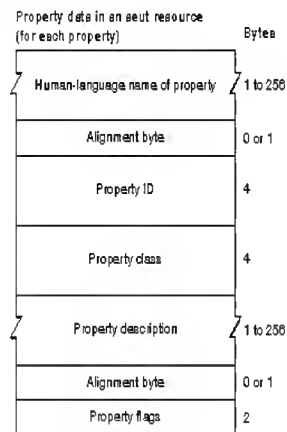 Property data in an aeut resource
(for each property) Bytes
Human-language name of property 1 to 256
Alignment byte 0 or 1
Property ID 4
Property class 4
Property description 1 to 256
Alignment byte 0 or 1
Property flags 2